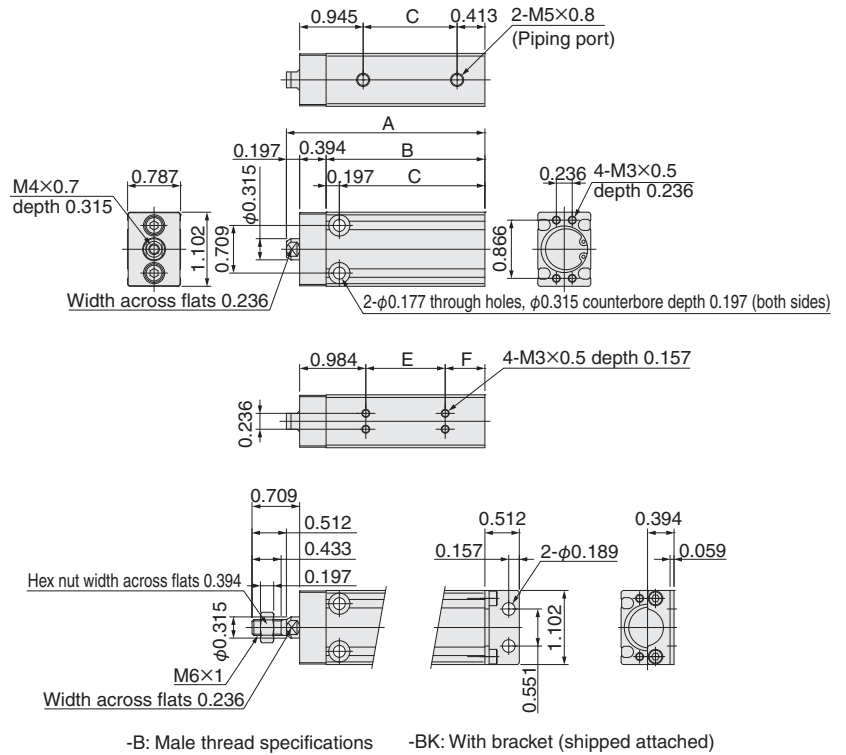 0.945
C
0.413
2-M5×0.8
(Piping port)
A
0.197
0.394
B
0.197
C
φ0.315
0.709
M4×0.7
depth 0.315
0.787
1.102
Width across flats 0.236
2-φ0.177 through holes, φ0.315 counterbore depth 0.197 (both sides)
0.236
4-M3×0.5
depth 0.236
0.866
0.984
E
F
4-M3×0.5 depth 0.157
0.236
0.709
0.512
0.433
0.197
Hex nut width across flats 0.394
φ0.315
M6×1
Width across flats 0.236
0.512
0.157
2-φ0.189
1.102
0.551
0.394
0.059
-B: Male thread specifications
-BK: With bracket (shipped attached)